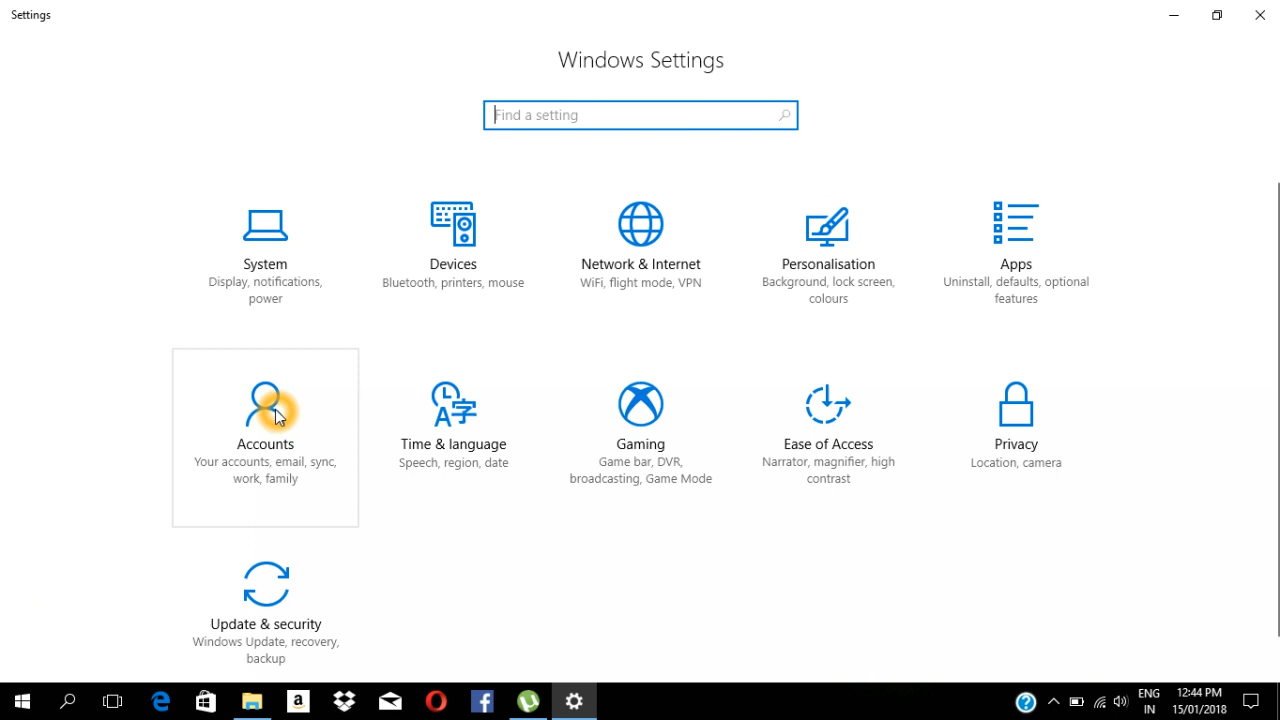 Settings
Windows Settings
Find a setting
System
Display, notifications,
power
Devices
Bluetooth, printers, mouse
Network & Internet
WiFi, flight mode, VPN
Personalisation
Background, lock screen,
colours
Apps
Uninstall, defaults, optional
features
Accounts
Your accounts, email, sync,
work, family
Time & language
Speech, region, date
Gaming
Game bar, DVR,
broadcasting, Game Mode
Ease of Access
Narrator, magnifier, high
contrast
Privacy
Location, camera
Update & security
Windows Update, recovery,
backup
ENG
IN
12:44 PM
15/01/2018